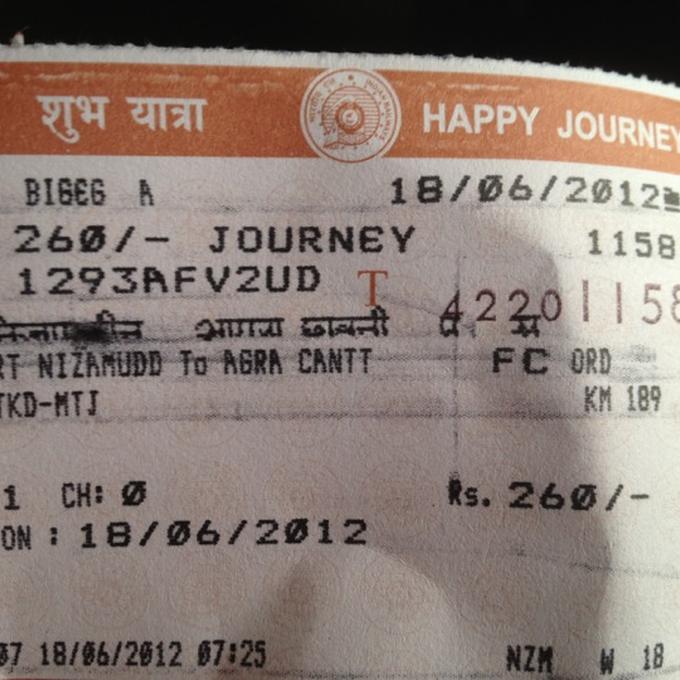 शुभ यात्रा HAPPY JOURNEY
BIGEG A 18/06/2012
260/- JOURNEY 1158
1293AFV2UD T 42201158
आगरा छावनी
RT NIZAMUDD To AGRA CANTT FC ORD
TKD-MTJ KM 189
1 CH: 0 Rs. 260/-
ON : 18/06/2012
07 18/06/2012 07:25 NZM W 18